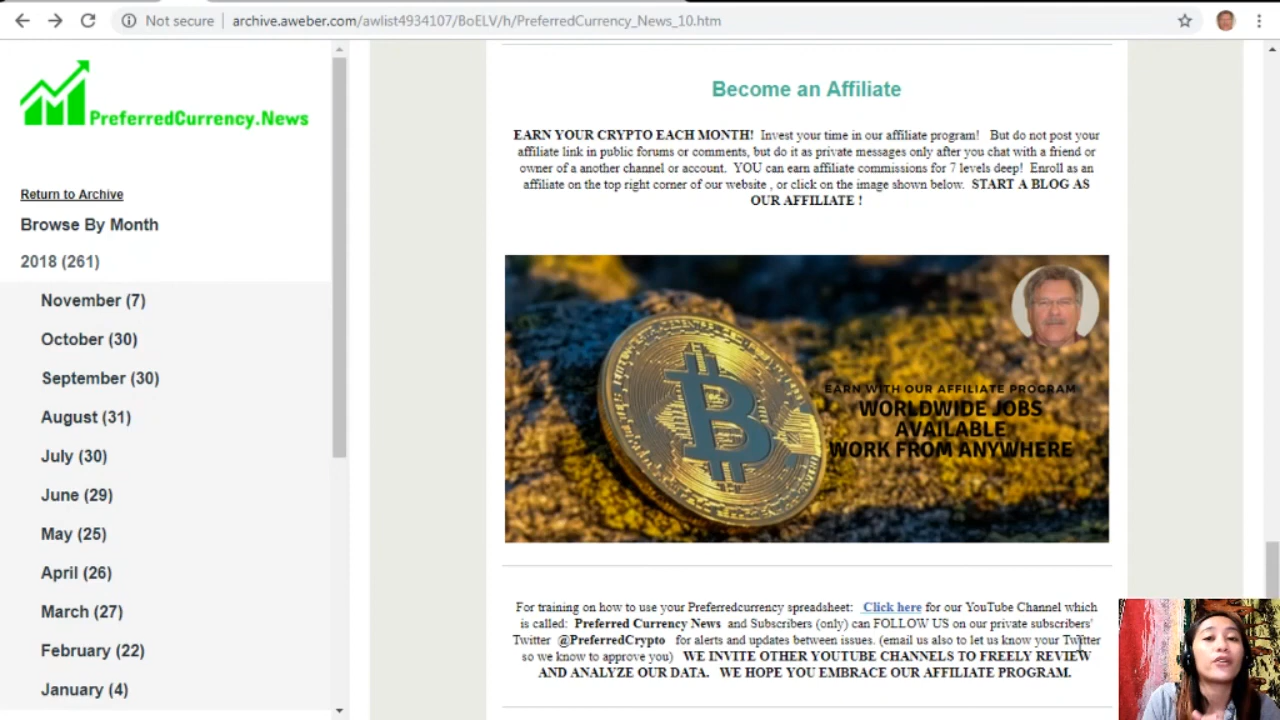 Not secure
archive.aweber.com/awlist4934107/BoELV/h/PreferredCurrency_News_10.htm
PreferredCurrency.News
Return to Archive
Browse By Month
2018 (261)
November (7)
October (30)
September (30)
August (31)
July (30)
June (29)
May (25)
April (26)
March (27)
February (22)
January (4)
Become an Affiliate
EARN YOUR CRYPTO EACH MONTH! Invest your time in our affiliate program! But do not post your
affiliate link in public forums or comments, but do it as private messages only after you chat with a friend or
owner of a another channel or account. YOU can earn affiliate commissions for 7 levels deep! Enroll as an
affiliate on the top right corner of our website , or click on the image shown below. START A BLOG AS
OUR AFFILIATE !
EARN WITH OUR AFFILIATE PROGRAM
WORLDWIDE JOBS
AVAILABLE
WORK FROM ANYWHERE
For training on how to use your Preferredcurrency spreadsheet: Click here for our YouTube Channel which
is called: Preferred Currency News and Subscribers (only) can FOLLOW US on our private subscribers'
Twitter @PreferredCrypto for alerts and updates between issues. (email us also to let us know your Twitter
so we know to approve you) WE INVITE OTHER YOUTUBE CHANNELS TO FREELY REVIEW
AND ANALYZE OUR DATA. WE HOPE YOU EMBRACE OUR AFFILIATE PROGRAM.